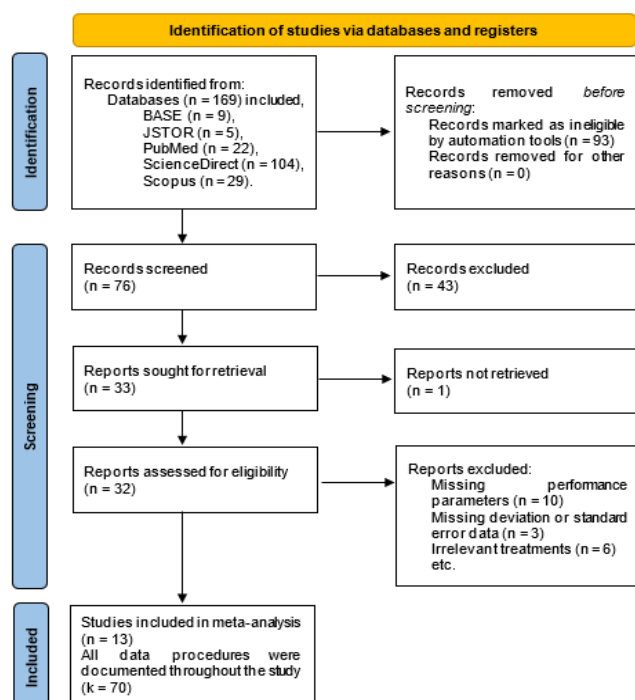 Identification of studies via databases and registers
Identification
Records identified from:
Databases (n = 169) included,
BASE (n = 9),
JSTOR (n = 5),
PubMed (n = 22),
ScienceDirect (n = 104),
Scopus (n = 29).
Records removed before
screening:
Records marked as ineligible
by automation tools (n = 93)
Records removed for other
reasons (n = 0)
Screening
Records screened
(n = 76)
Records excluded
(n = 43)
Reports sought for retrieval
(n = 33)
Reports not retrieved
(n = 1)
Reports assessed for eligibility
(n = 32)
Reports excluded:
Missing performance
parameters (n = 10)
Missing deviation or standard
error data (n = 3)
Irrelevant treatments (n = 6)
etc.
Included
Studies included in meta-analysis
(n = 13)
All data procedures were
documented throughout the study
(k = 70)